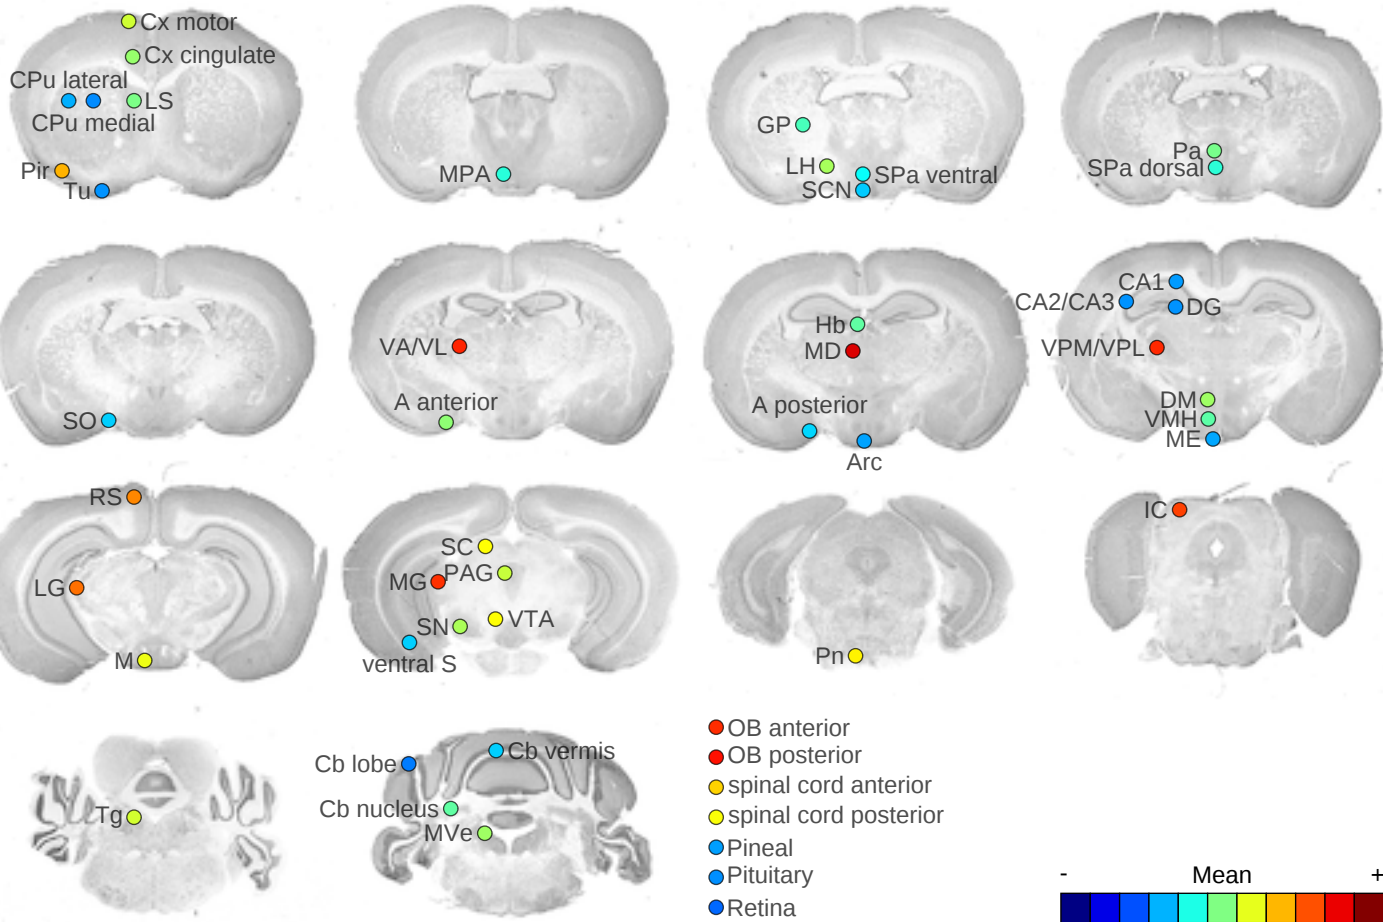 Cx motor
Cx cingulate
CPu lateral
LS
CPu medial
Pir
Tu
MPA
GP
LH
SPa ventral
SCN
Pa
SPa dorsal
SO
VA/VL
A anterior
Hb
MD
A posterior
Arc
CA1
CA2/CA3
DG
VPM/VPL
DM
VMH
ME
RS
LG
M
SC
MG PAG
SN VTA
ventral S
Pn
IC
Tg
Cb vermis
Cb lobe
Cb nucleus
MVe
OB anterior
OB posterior
spinal cord anterior
spinal cord posterior
Pineal
Pituitary
Retina
- Mean +